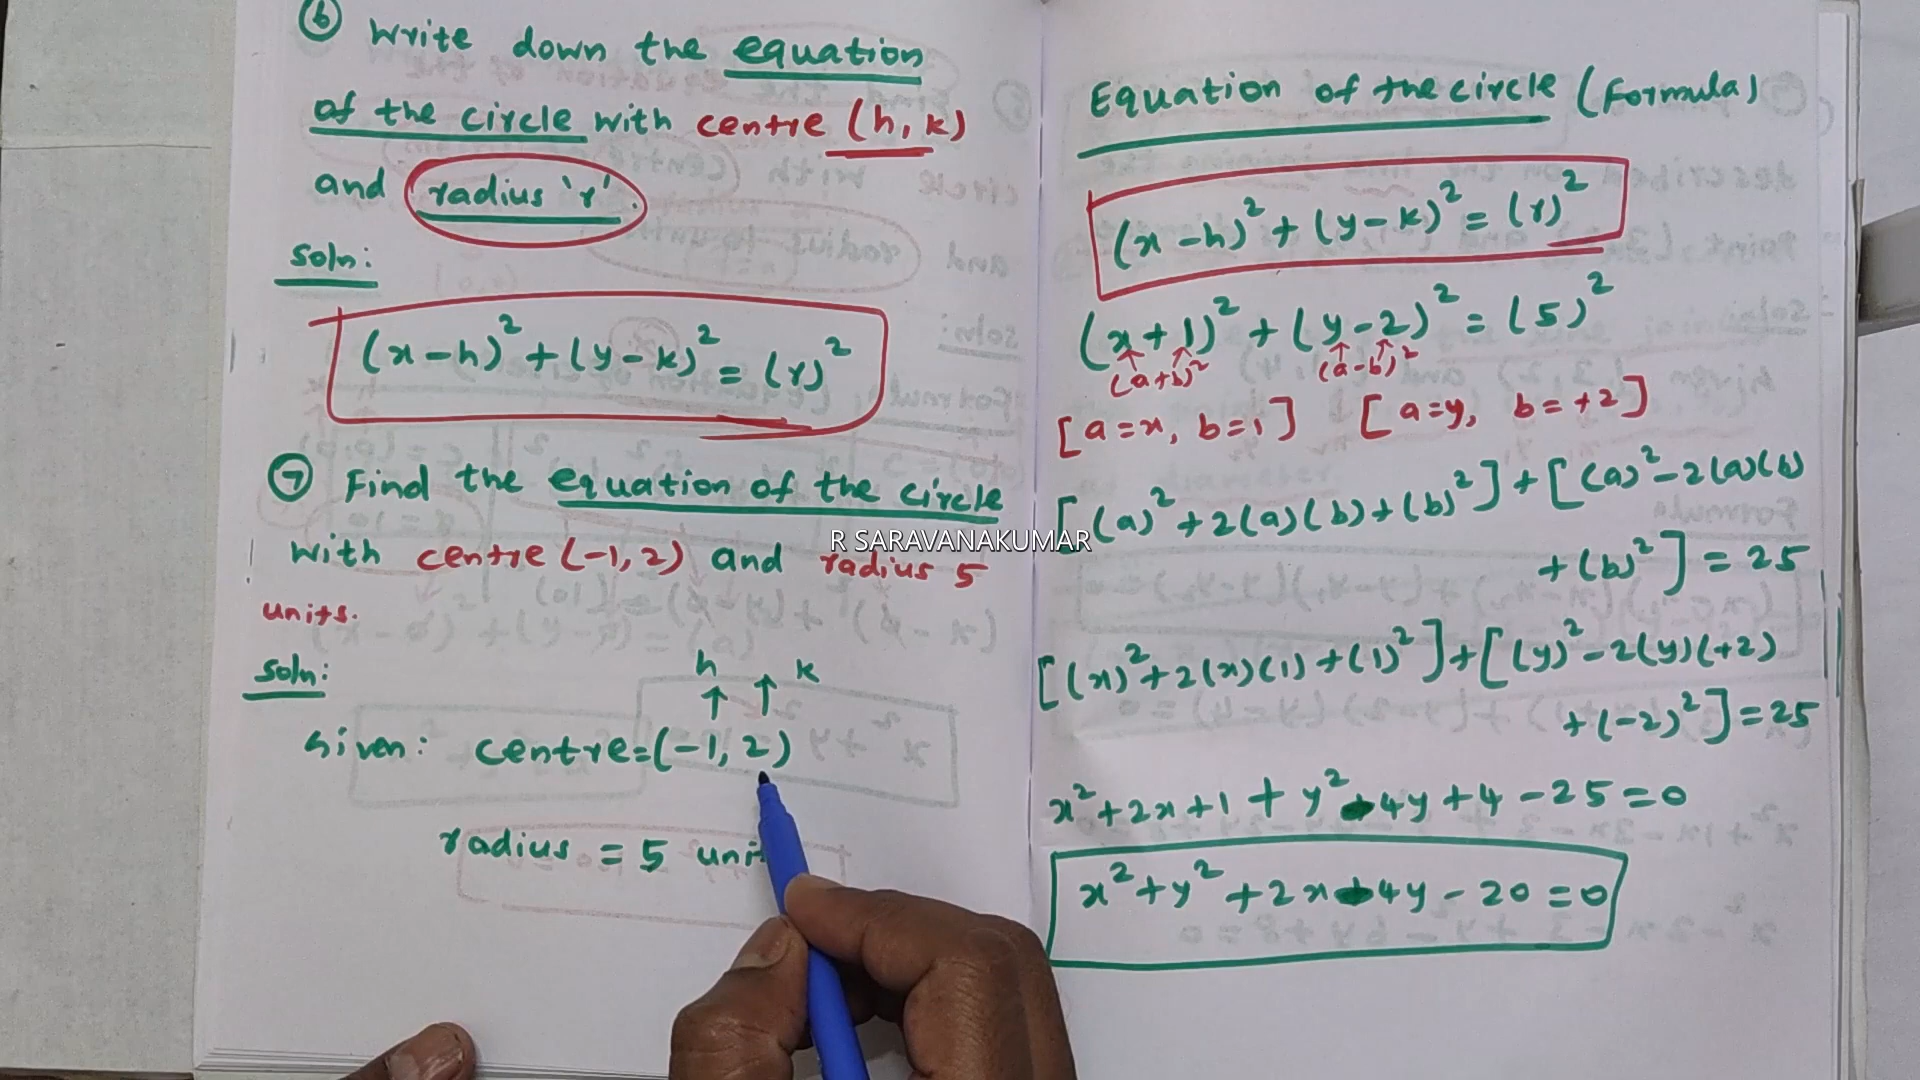 6 Write down the equation
of the circle with centre (h, k)
and radius 'r'.
Soln:
(x-h)² + (y-k)² = (r)²
7 Find the equation of the circle
with centre (-1, 2) and radius 5
units.
Soln:
h k
Given: centre=(-1, 2)
radius = 5
Equation of the circle (Formula)
(x-h)² + (y-k)² = (r)²
(x+1)² + (y-2)² = (5)²
(a+b)² (a-b)²
[a=x, b=1] [a=y, b=+2]
[(a)²+2(a)(b)+(b)²]+[(a)²-2(a)(b)
+(b)²]=25
[(x)²+2(x)(1)+(1)²]+[(y)²-2(y)(+2)
+(-2)²]=25
x²+2x+1+y²-4y+4-25=0
x²+y²+2x-4y-20=0
R SARAVANAKUMAR